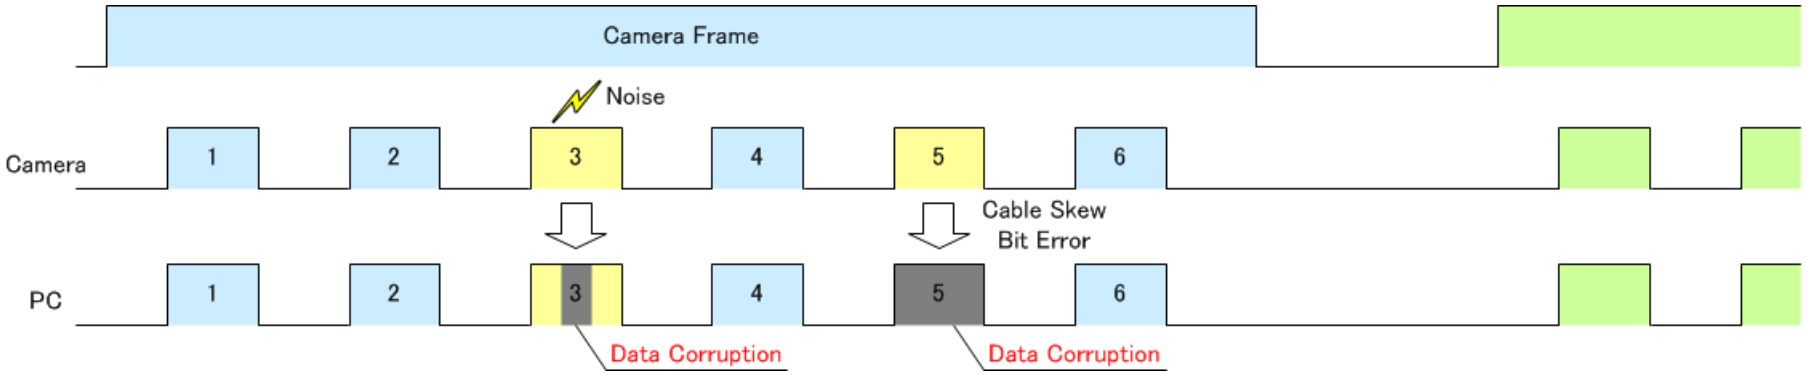 Camera Frame
Noise
Camera 1 2 3 4 5 6
Cable Skew
Bit Error
PC 1 2 3 4 5 6
Data Corruption Data Corruption